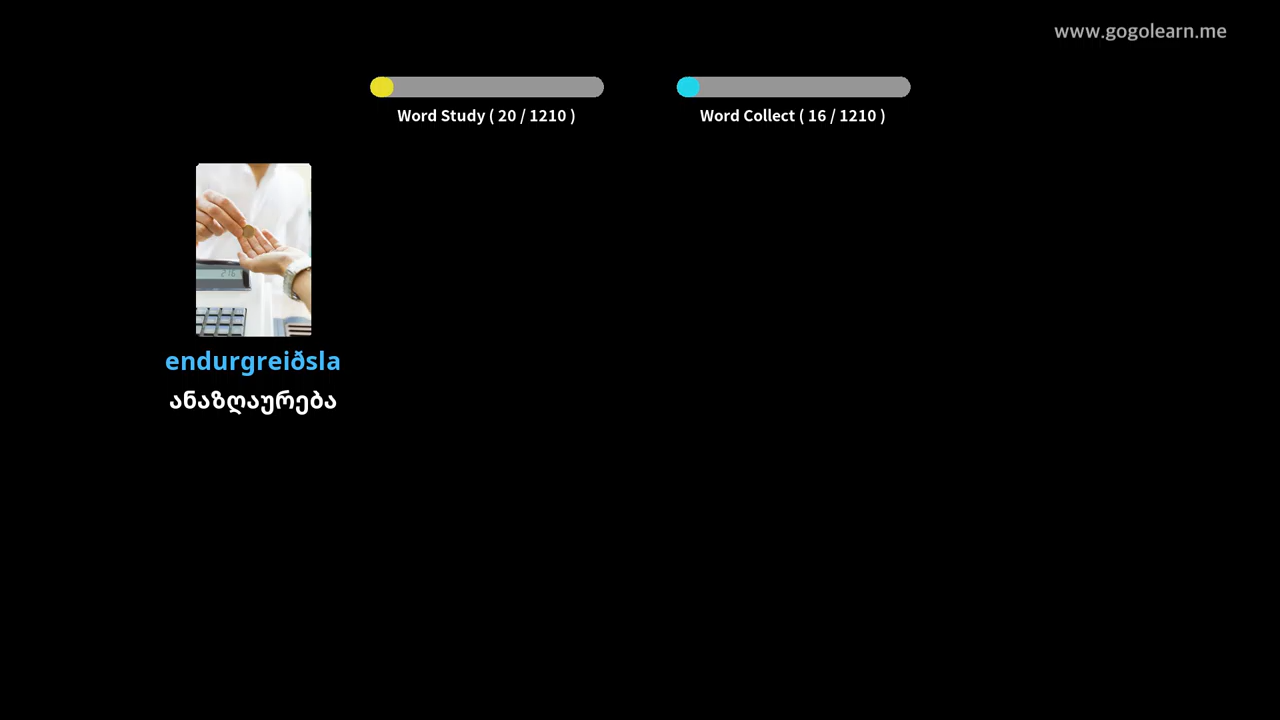 www.gogolearn.me
Word Study ( 20 / 1210 )
Word Collect ( 16 / 1210 )
endurgreiðsla
ანაზღაურება